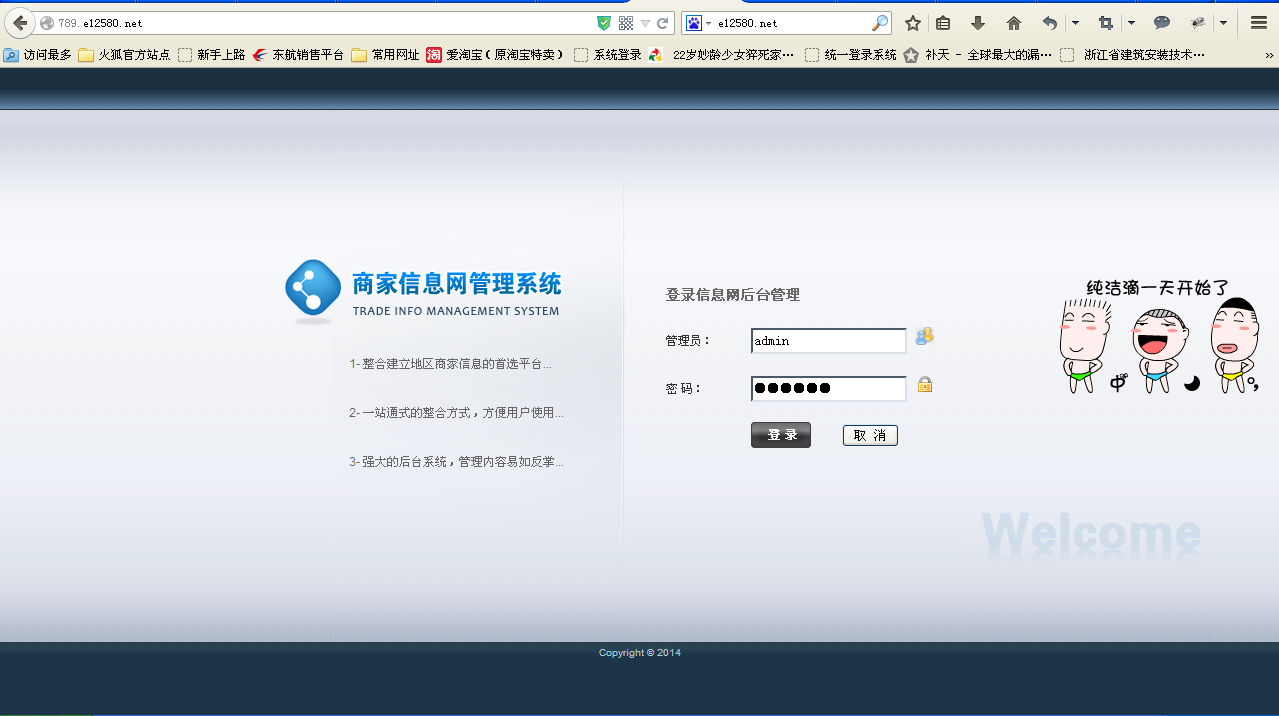 789.e12580.net
e12580.net
访问最多 火狐官方站点 新手上路 东航销售平台 常用网址 淘 爱淘宝（原淘宝特卖） 系统登录 22岁妙龄少女猝死家… 统一登录系统 补天 - 全球最大的漏… 浙江省建筑安装技术… »
商家信息网管理系统
TRADE INFO MANAGEMENT SYSTEM
1- 整合建立地区商家信息的首选平台...
2- 一站通式的整合方式，方便用户使用...
3- 强大的后台系统，管理内容易如反掌...
登录信息网后台管理
管理员：
admin
密 码：
●●●●●●
登 录
取 消
纯洁滴一天开始了
Welcome
Copyright © 2014